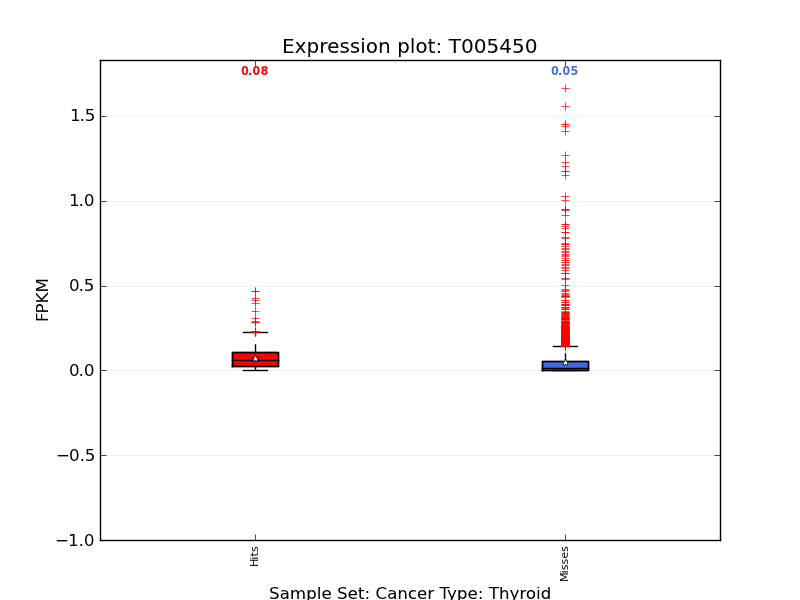 Expression plot: T005450
0.08
0.05
1.5
1.0
0.5
0.0
−0.5
−1.0
FPKM
Hits
Misses
Sample Set: Cancer Type: Thyroid